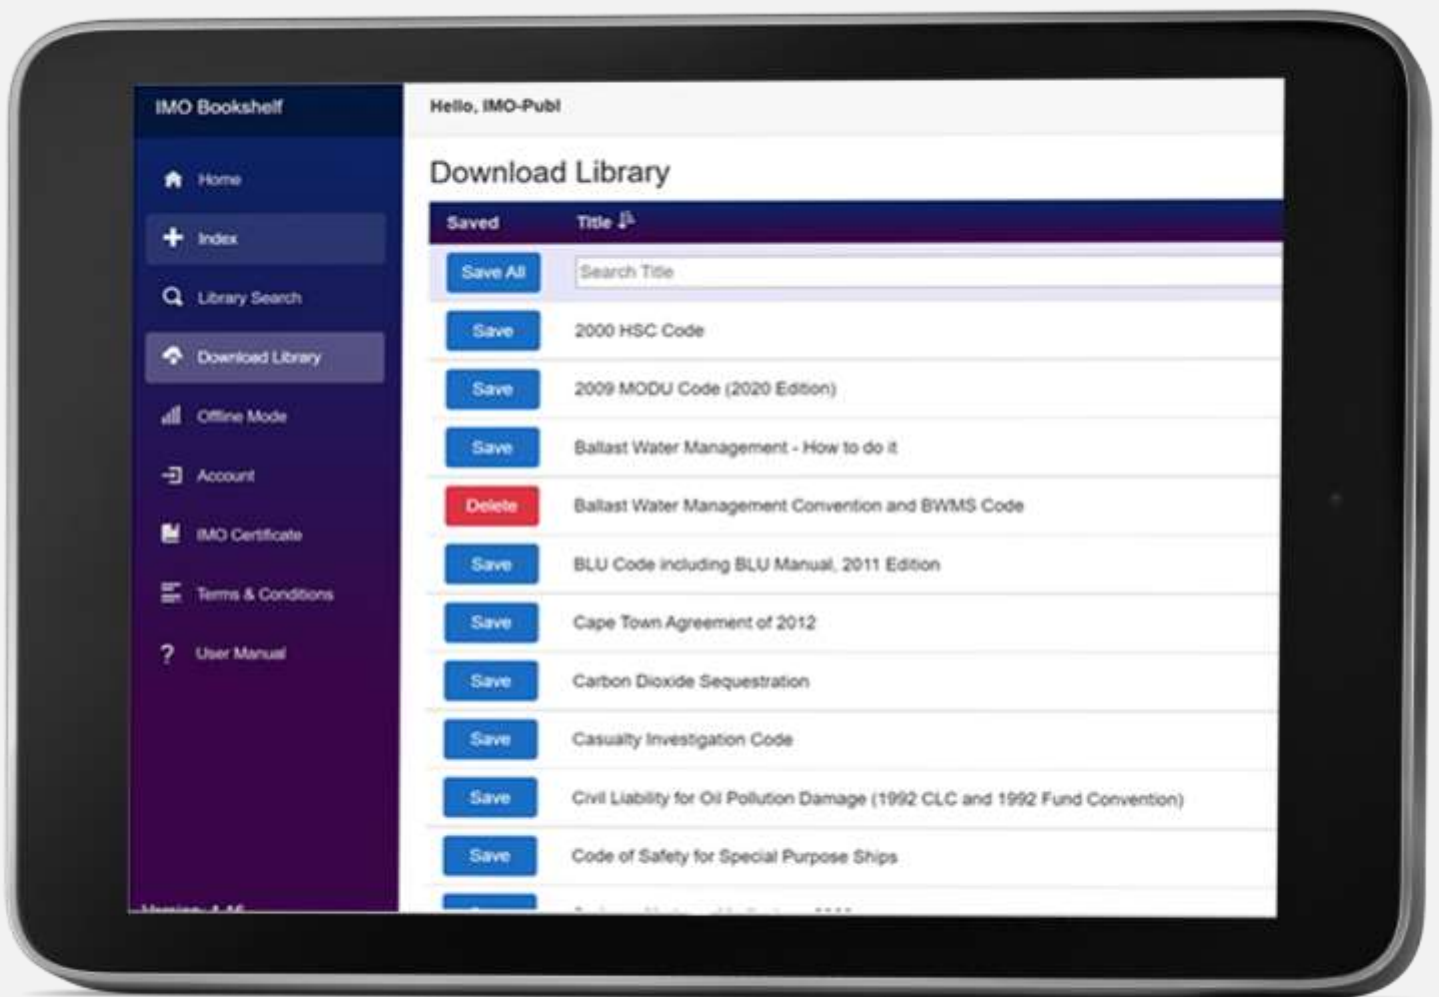 IMO Bookshelf
Hello, IMO-Publ
Home
Index
Library Search
Download Library
Offline Mode
Account
IMO Certificate
Terms & Conditions
User Manual
Download Library
Saved Title
Save All Search Title
Save 2000 HSC Code
Save 2009 MODU Code (2020 Edition)
Save Ballast Water Management - How to do it
Delete Ballast Water Management Convention and BWMS Code
Save BLU Code including BLU Manual, 2011 Edition
Save Cape Town Agreement of 2012
Save Carbon Dioxide Sequestration
Save Casualty Investigation Code
Save Civil Liability for Oil Pollution Damage (1992 CLC and 1992 Fund Convention)
Save Code of Safety for Special Purpose Ships